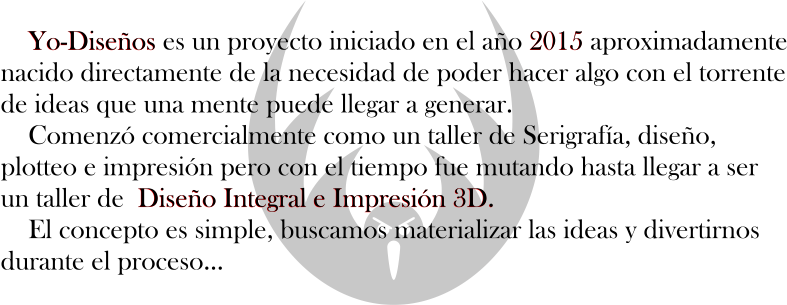 Yo-Diseños es un proyecto iniciado en el año 2015 aproximadamente
nacido directamente de la necesidad de poder hacer algo con el torrente
de ideas que una mente puede llegar a generar.
Comenzó comercialmente como un taller de Serigrafía, diseño,
plotteo e impresión pero con el tiempo fue mutando hasta llegar a ser
un taller de Diseño Integral e Impresión 3D.
El concepto es simple, buscamos materializar las ideas y divertirnos
durante el proceso...